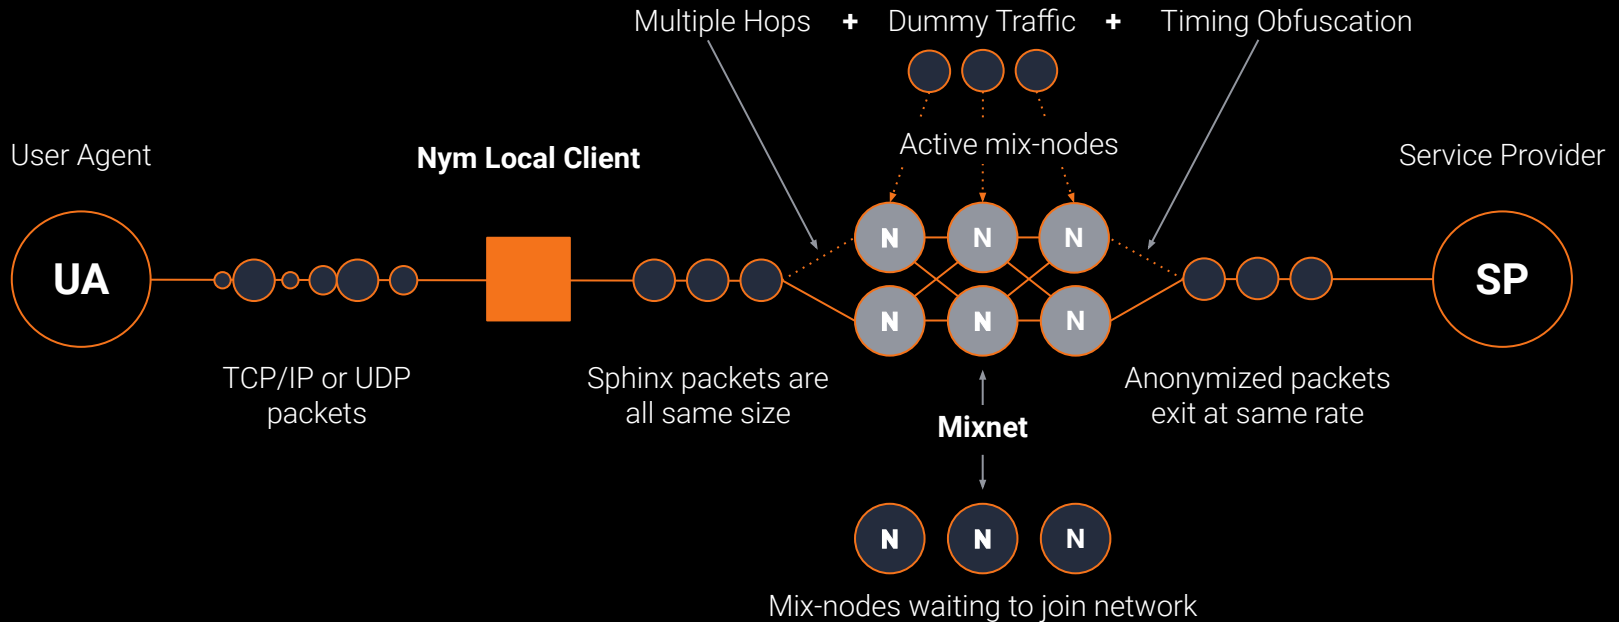 Multiple Hops + Dummy Traffic + Timing Obfuscation
Active mix-nodes
User Agent
Nym Local Client
Service Provider
N N N
UA
SP
N N N
TCP/IP or UDP
packets
Sphinx packets are
all same size
Anonymized packets
exit at same rate
Mixnet
N N N
Mix-nodes waiting to join network